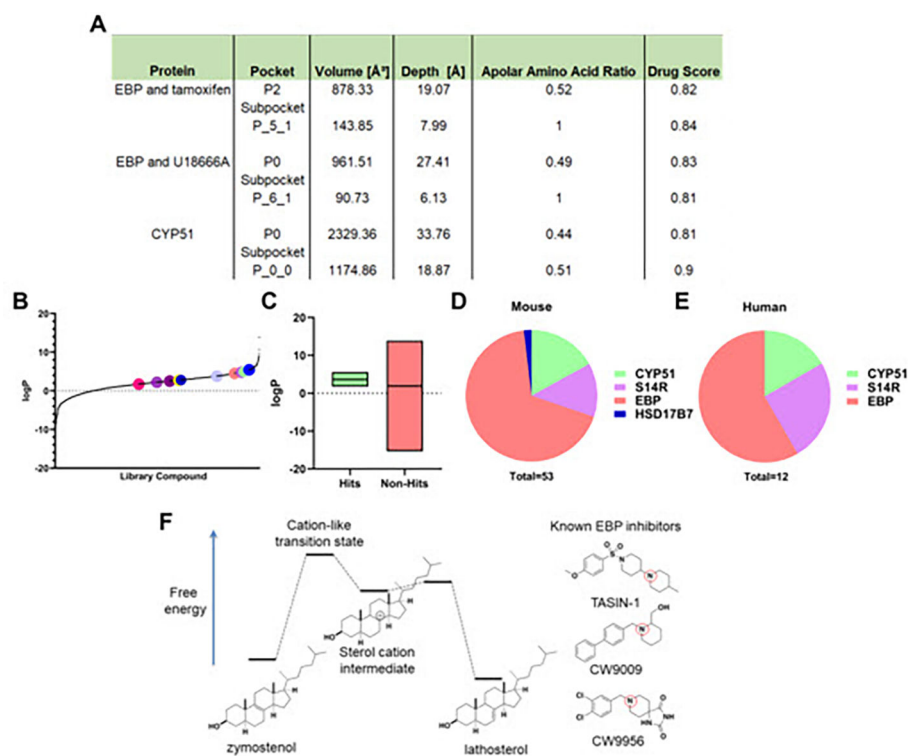 A
Protein Pocket Volume [Å³] Depth [Å] Apolar Amino Acid Ratio Drug Score
EBP and tamoxifen P2 878.33 19.07 0.52 0.82
Subpocket
P_5_1 143.85 7.99 1 0.84
EBP and U18666A P0 961.51 27.41 0.49 0.83
Subpocket
P_6_1 90.73 6.13 1 0.81
CYP51 P0 2329.36 33.76 0.44 0.81
Subpocket
P_0_0 1174.86 18.87 0.51 0.9
B
logP
20
10
0
-10
-20
Library Compound
C
logP
20
10
0
-10
-20
Hits Non-Hits
D
Mouse
CYP51
S14R
EBP
HSD17B7
Total=53
E
Human
CYP51
S14R
EBP
Total=12
F
Free
energy
Cation-like
transition state
Sterol cation
intermediate
HO
H
H
H
zymostenol
HO
H
H
HO
H
H
lathosterol
Known EBP inhibitors
O
O
S
N
O
N
TASIN-1
OH
N
CW9009
Cl
Cl
N
O
NH
HN
O
CW9956